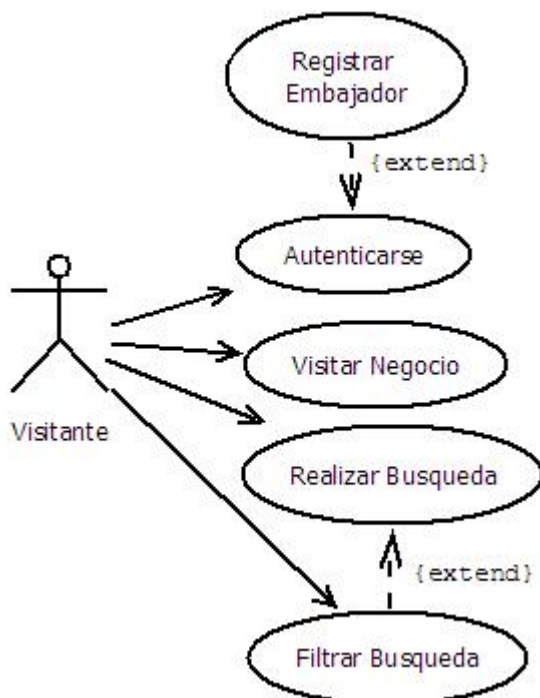 Registrar
Embajador
{extend}
Autenticarse
Visitar Negocio
Visitante
Realizar Busqueda
{extend}
Filtrar Busqueda